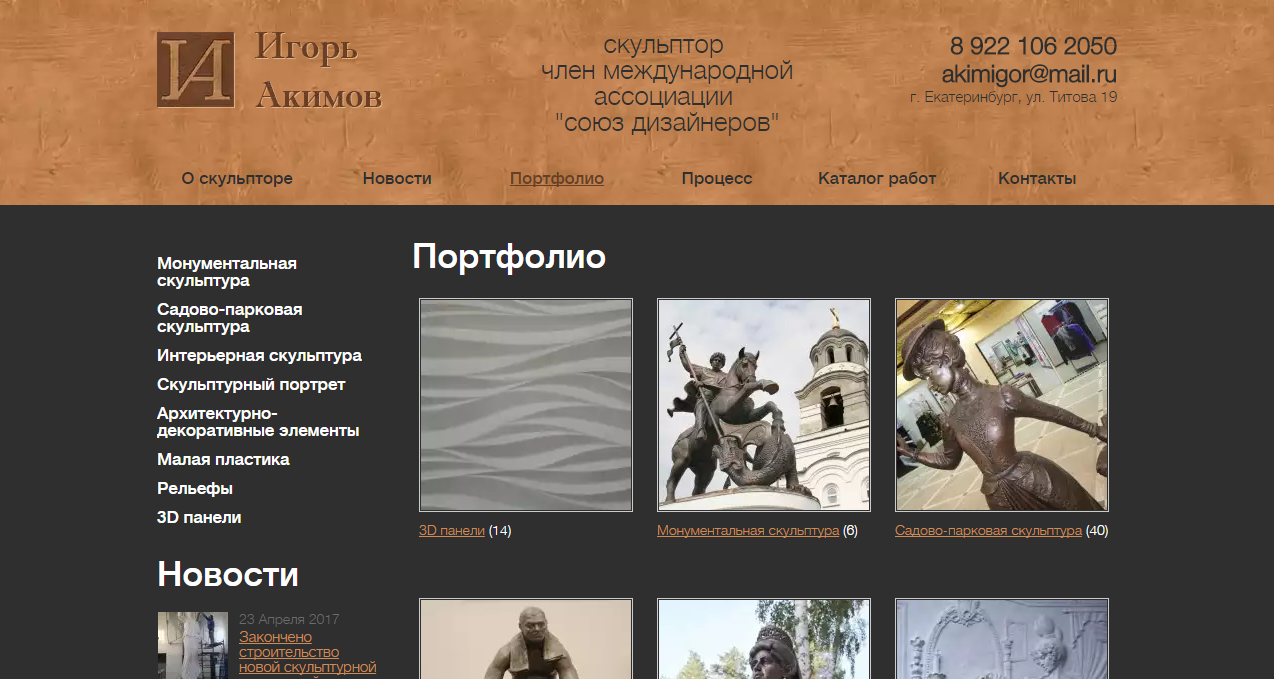 И
Игорь
Акимов
скульптор
член международной
ассоциации
"союз дизайнеров"
8 922 106 2050
akimigor@mail.ru
г. Екатеринбург, ул. Титова 19
О скульпторе
Новости
Портфолио
Процесс
Каталог работ
Контакты
Монументальная
скульптура
Садово-парковая
скульптура
Интерьерная скульптура
Скульптурный портрет
Архитектурно-
декоративные элементы
Малая пластика
Рельефы
3D панели
Новости
23 Апреля 2017
Закончено
строительство
новой скульптурной
Портфолио
3D панели (14)
Монументальная скульптура (6)
Садово-парковая скульптура (40)